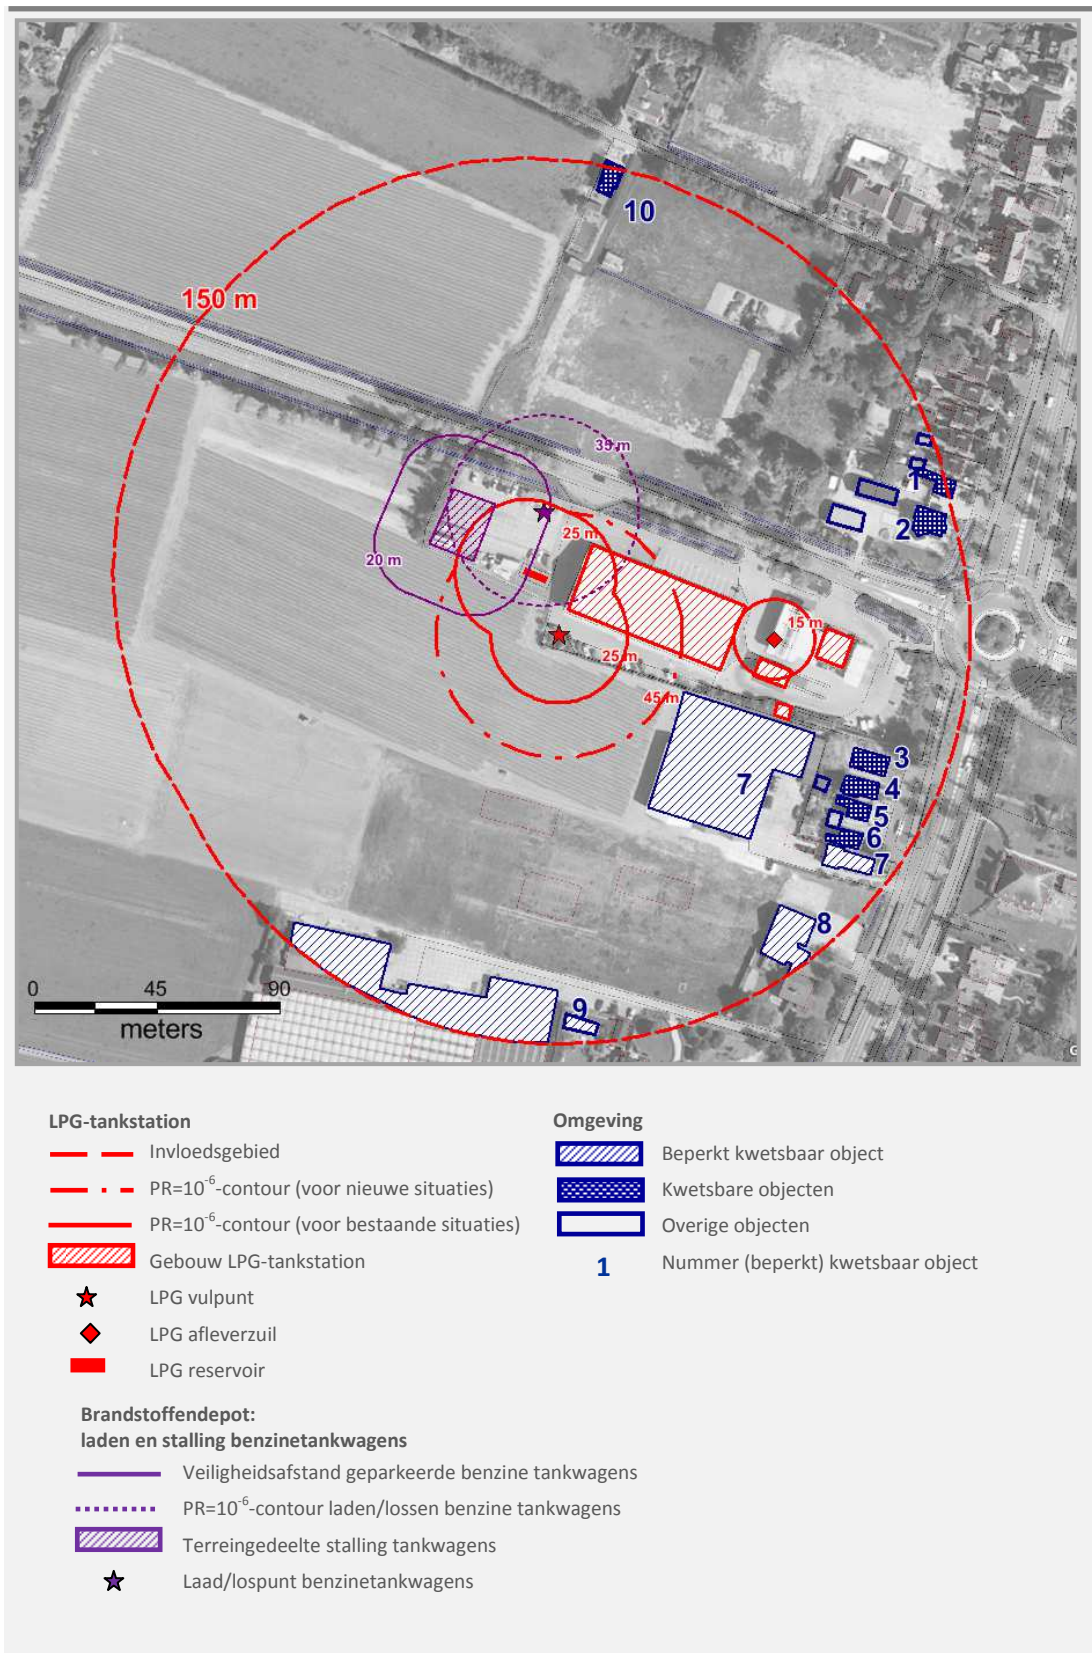 10
150 m
35 m
1
2
25 m
20 m
15 m
25 m
45 m
3
7
4
5
6
7
8
0 45 90
meters
9
LPG-tankstation
Invloedsgebied
PR=10⁻⁶-contour (voor nieuwe situaties)
PR=10⁻⁶-contour (voor bestaande situaties)
Gebouw LPG-tankstation
LPG vulpunt
LPG afleverzuil
LPG reservoir
Omgeving
Beperkt kwetsbaar object
Kwetsbare objecten
Overige objecten
1 Nummer (beperkt) kwetsbaar object
Brandstoffendepot:
laden en stalling benzinetankwagens
Veiligheidsafstand geparkeerde benzine tankwagens
PR=10⁻⁶-contour laden/lossen benzine tankwagens
Terreingedeelte stalling tankwagens
Laad/lospunt benzinetankwagens